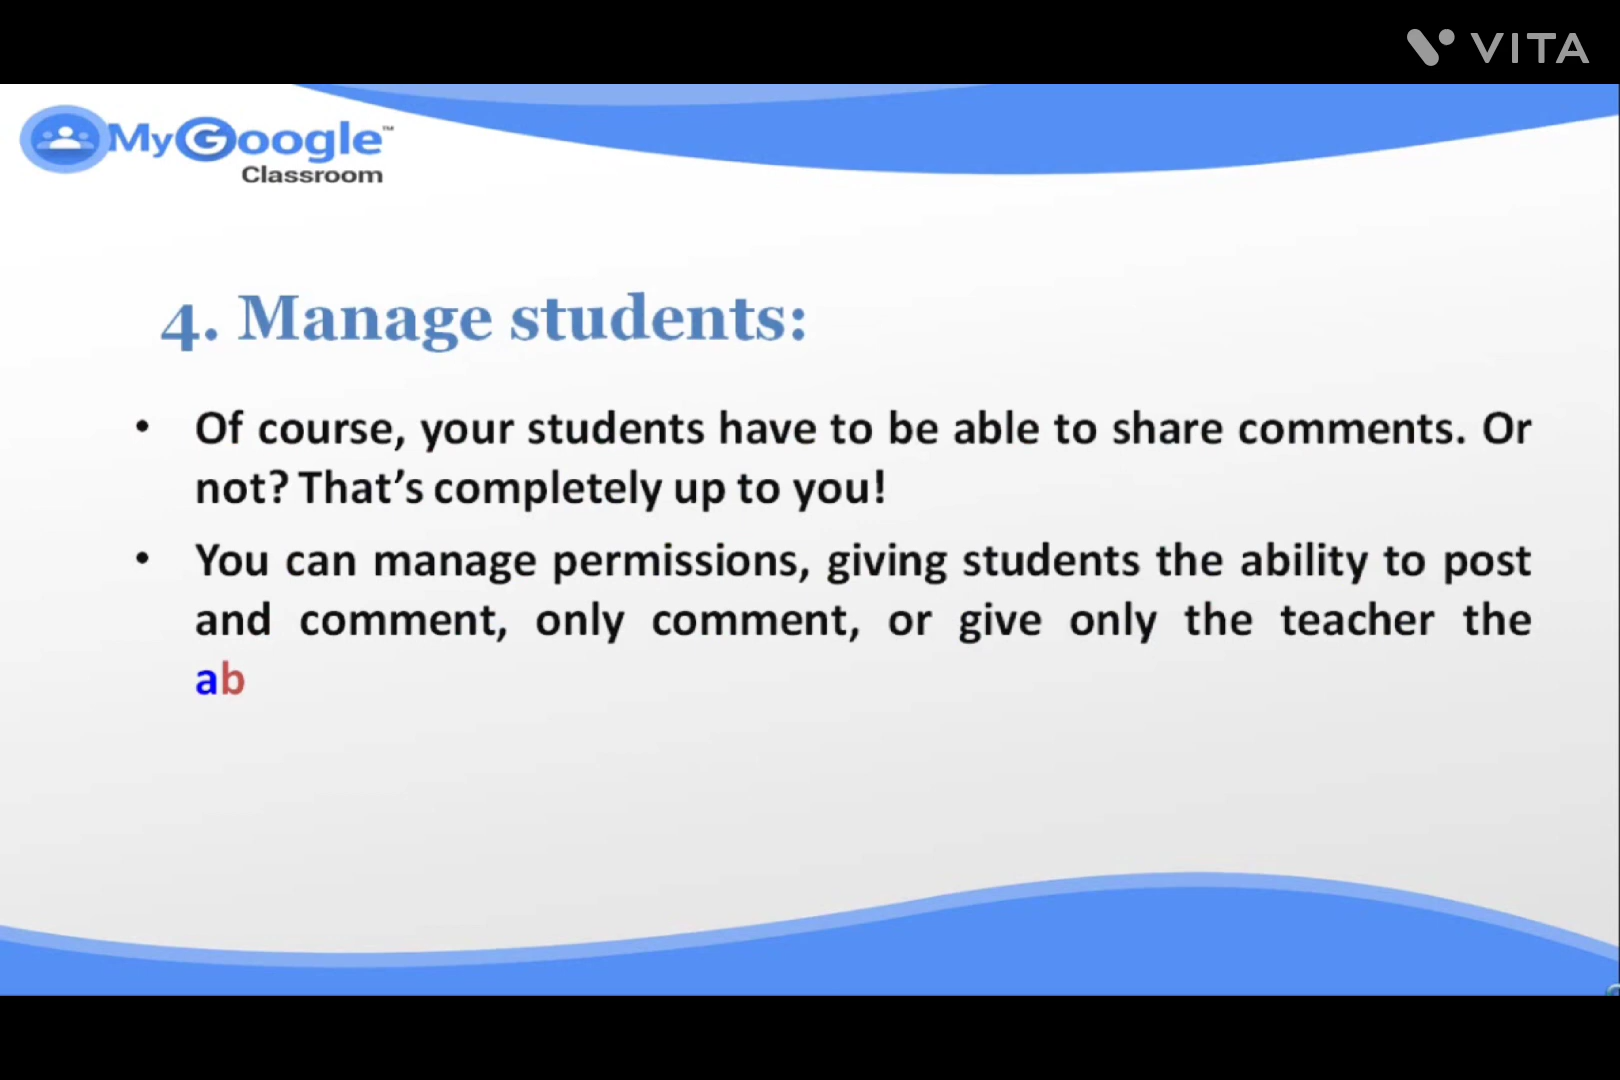 VITA
MyGoogle™
Classroom
4. Manage students:
• Of course, your students have to be able to share comments. Or
not? That’s completely up to you!
• You can manage permissions, giving students the ability to post
and comment, only comment, or give only the teacher the
ab